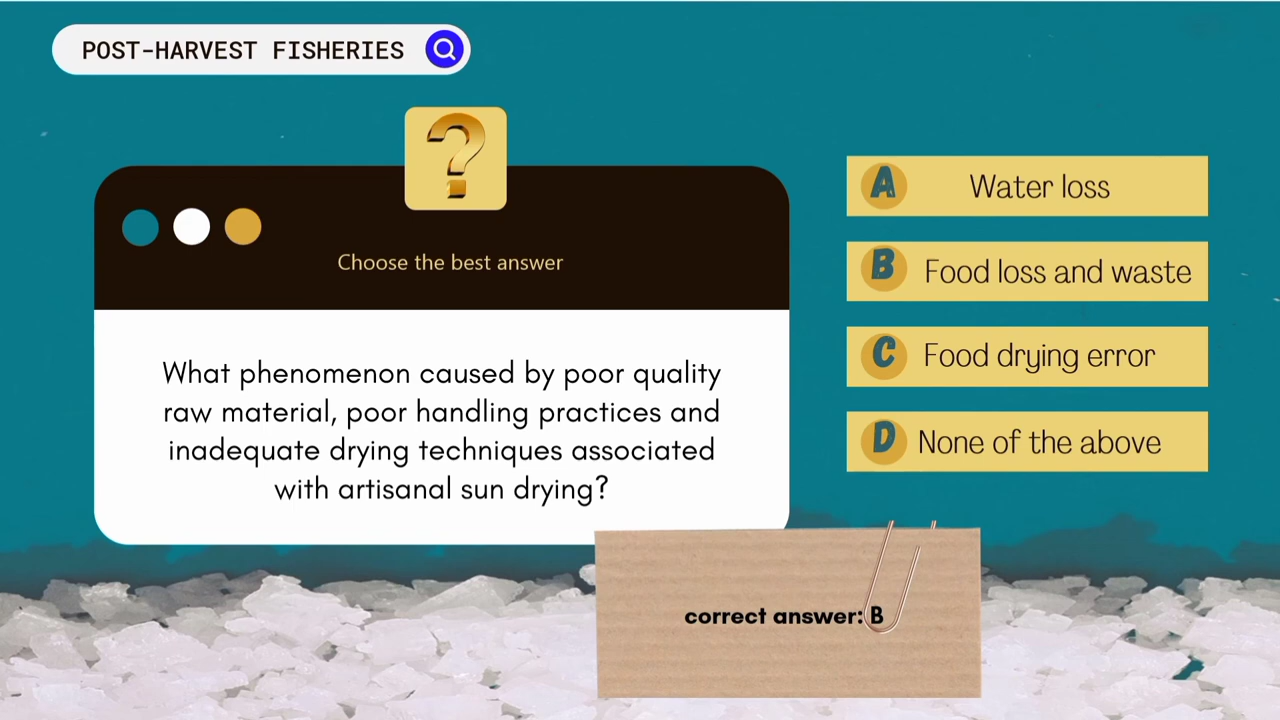 POST-HARVEST FISHERIES
?
Choose the best answer
What phenomenon caused by poor quality
raw material, poor handling practices and
inadequate drying techniques associated
with artisanal sun drying?
A Water loss
B Food loss and waste
C Food drying error
D None of the above
correct answer: B